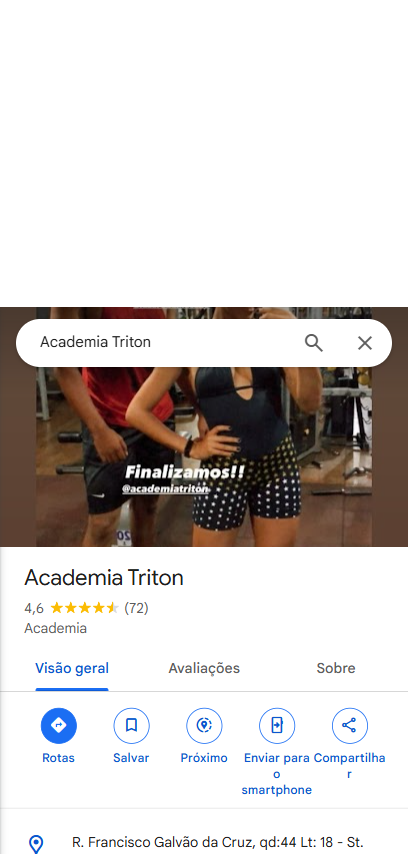 Academia Triton
Finalizamos!!
@academiatriton
Academia Triton
4,6 (72)
Academia
Visão geral Avaliações Sobre
Rotas Salvar Próximo Enviar para o smartphone Compartilhar
R. Francisco Galvão da Cruz, qd:44 Lt: 18 - St.